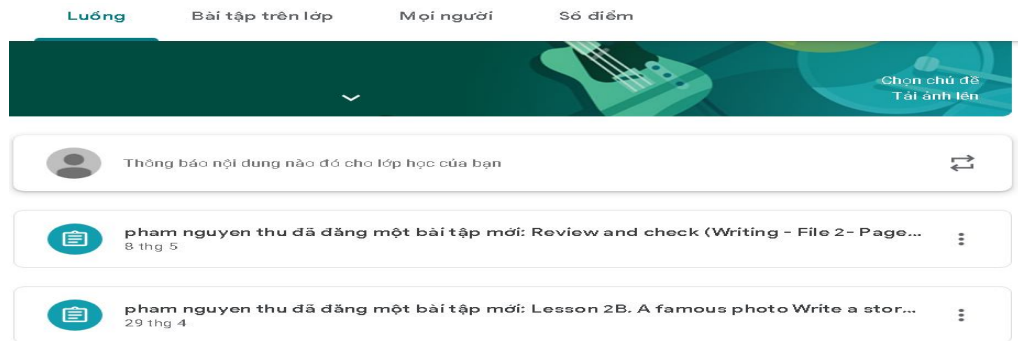 Luồng Bài tập trên lớp Mọi người Số điểm
Chọn chủ đề
Tải ảnh lên
Thông báo nội dung nào đó cho lớp học của bạn
pham nguyen thu đã đăng một bài tập mới: Review and check (Writing - File 2- Page...
8 thg 5
pham nguyen thu đã đăng một bài tập mới: Lesson 2B. A famous photo Write a stor...
29 thg 4